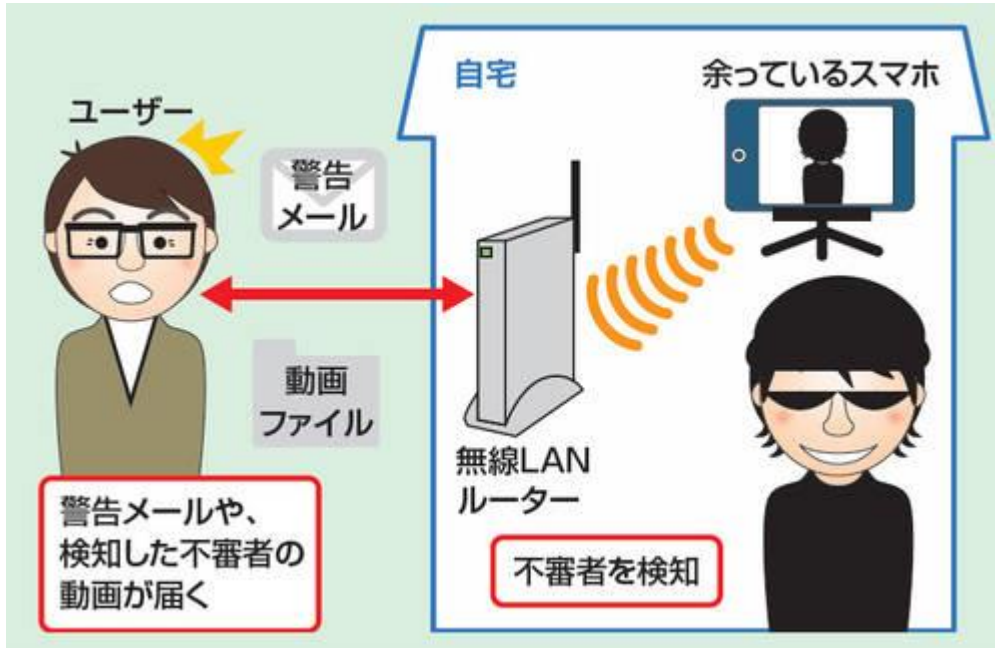 ユーザー
警告
メール
動画
ファイル
警告メールや、
検知した不審者の
動画が届く
自宅
余っているスマホ
無線LAN
ルーター
不審者を検知